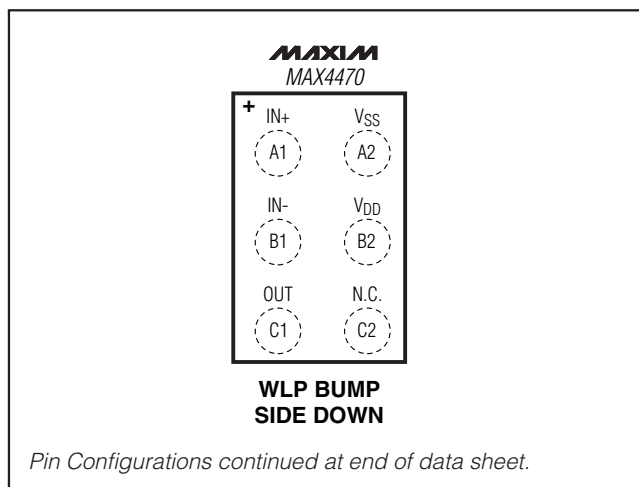 MAXIM
MAX4470
+
IN+ VSS
A1 A2
IN- VDD
B1 B2
OUT N.C.
C1 C2
WLP BUMP
SIDE DOWN
Pin Configurations continued at end of data sheet.